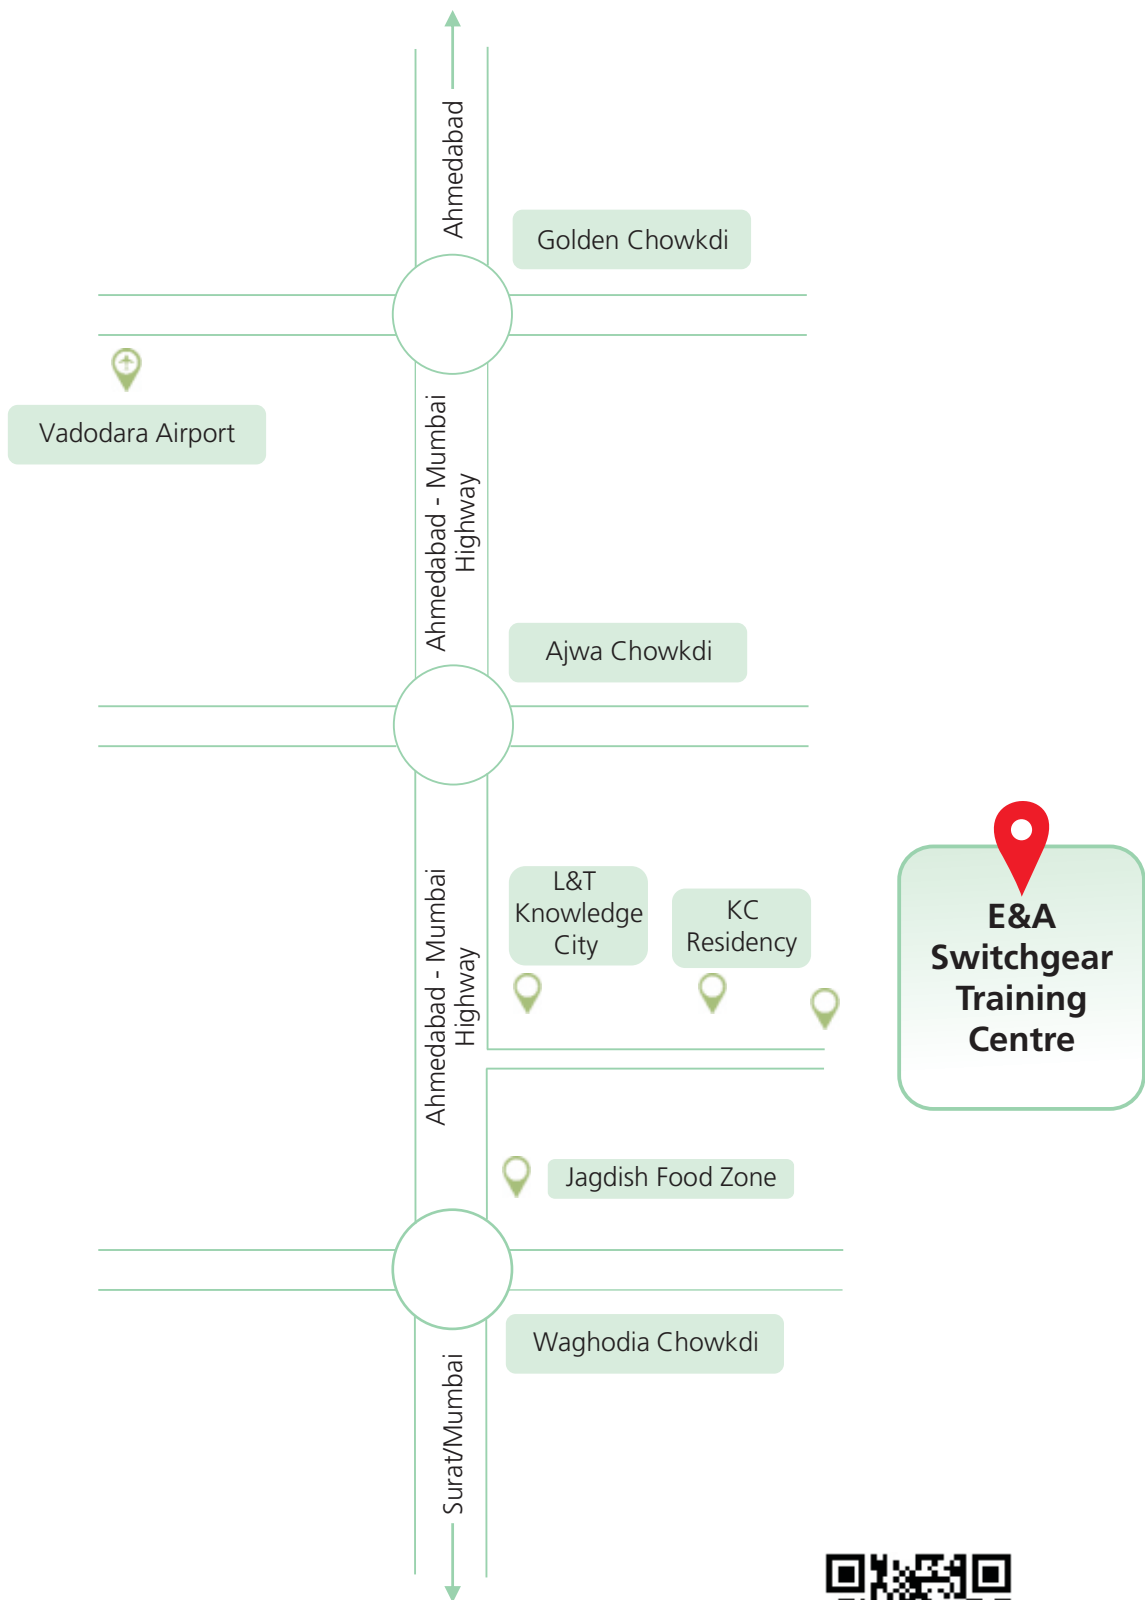 Ahmedabad
Golden Chowkdi
Vadodara Airport
Ahmedabad - Mumbai
Highway
Ajwa Chowkdi
Ahmedabad - Mumbai
Highway
L&T
Knowledge
City
KC
Residency
E&A
Switchgear
Training
Centre
Jagdish Food Zone
Waghodia Chowkdi
Surat/Mumbai